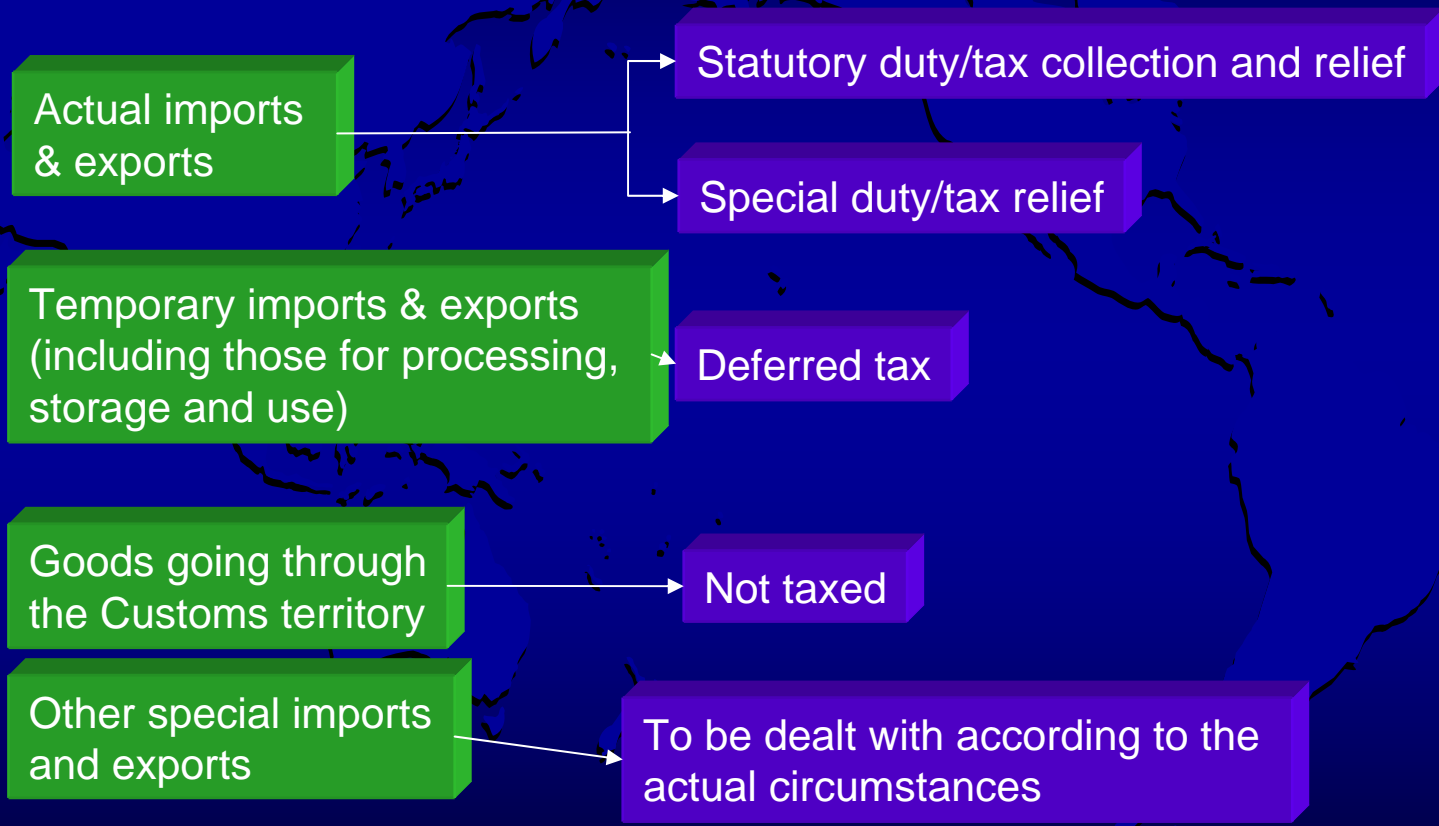 Actual imports
& exports
Statutory duty/tax collection and relief
Special duty/tax relief
Temporary imports & exports
(including those for processing,
storage and use)
Deferred tax
Goods going through
the Customs territory
Not taxed
Other special imports
and exports
To be dealt with according to the
actual circumstances